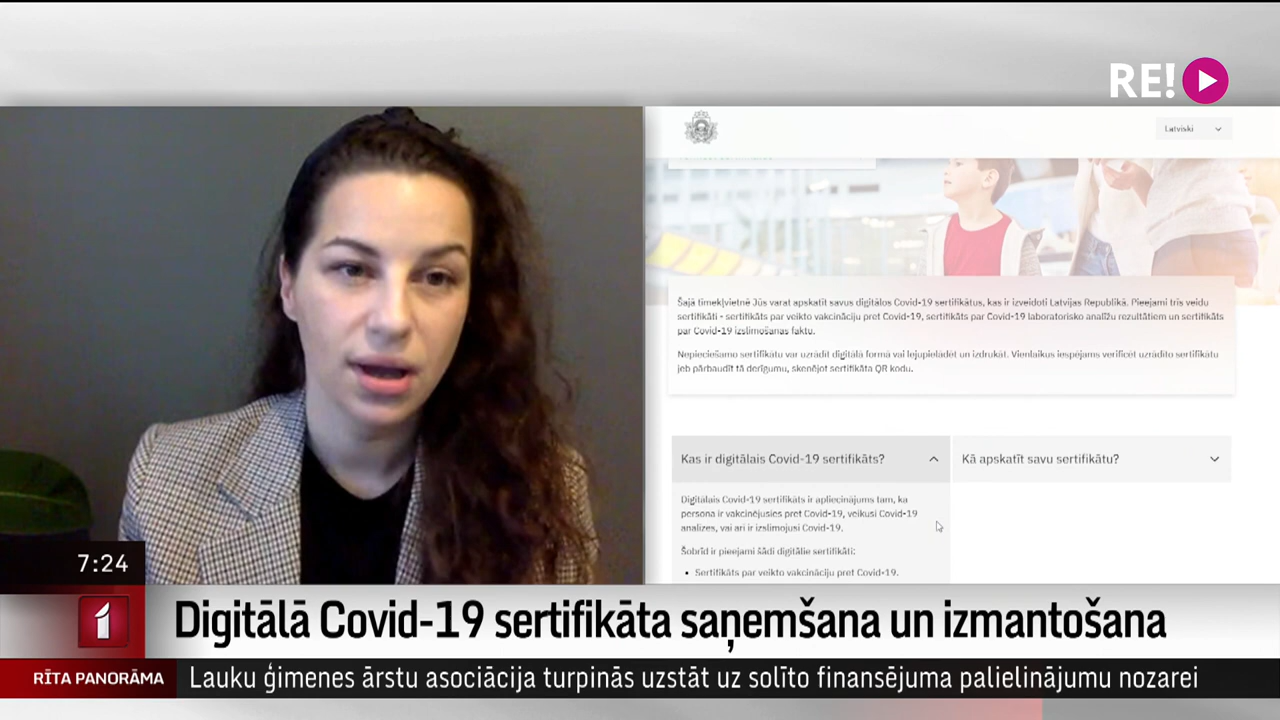 RE!
Latviski
Šajā tīmekļvietnē Jūs varat apskatīt savus digitālos Covid-19 sertifikātus, kas ir izveidoti Latvijas Republikā. Pieejami trīs veidu
sertifikāti - sertifikāts par veikto vakcināciju pret Covid-19, sertifikāts par Covid-19 laboratorisko analīžu rezultātiem un sertifikāts
par Covid-19 izslimošanas faktu.
Nepieciešamo sertifikātu var uzrādīt digitālā formā vai lejupielādēt un izdrukāt. Vienlaikus iespējams verificēt uzrādīto sertifikātu
jeb pārbaudīt tā derīgumu, skenējot sertifikāta QR kodu.
Kas ir digitālais Covid-19 sertifikāts?
Kā apskatīt savu sertifikātu?
Digitālais Covid-19 sertifikāts ir apliecinājums tam, ka
persona ir vakcinējusies pret Covid-19, veikusi Covid-19
analīzes, vai arī ir izslimojusi Covid-19.
Šobrīd ir pieejami šādi digitālie sertifikāti:
• Sertifikāts par veikto vakcināciju pret Covid-19.
7:24
1
Digitālā Covid-19 sertifikāta saņemšana un izmantošana
RĪTA PANORĀMA
Lauku ģimenes ārstu asociācija turpinās uzstāt uz solīto finansējuma palielinājumu nozarei